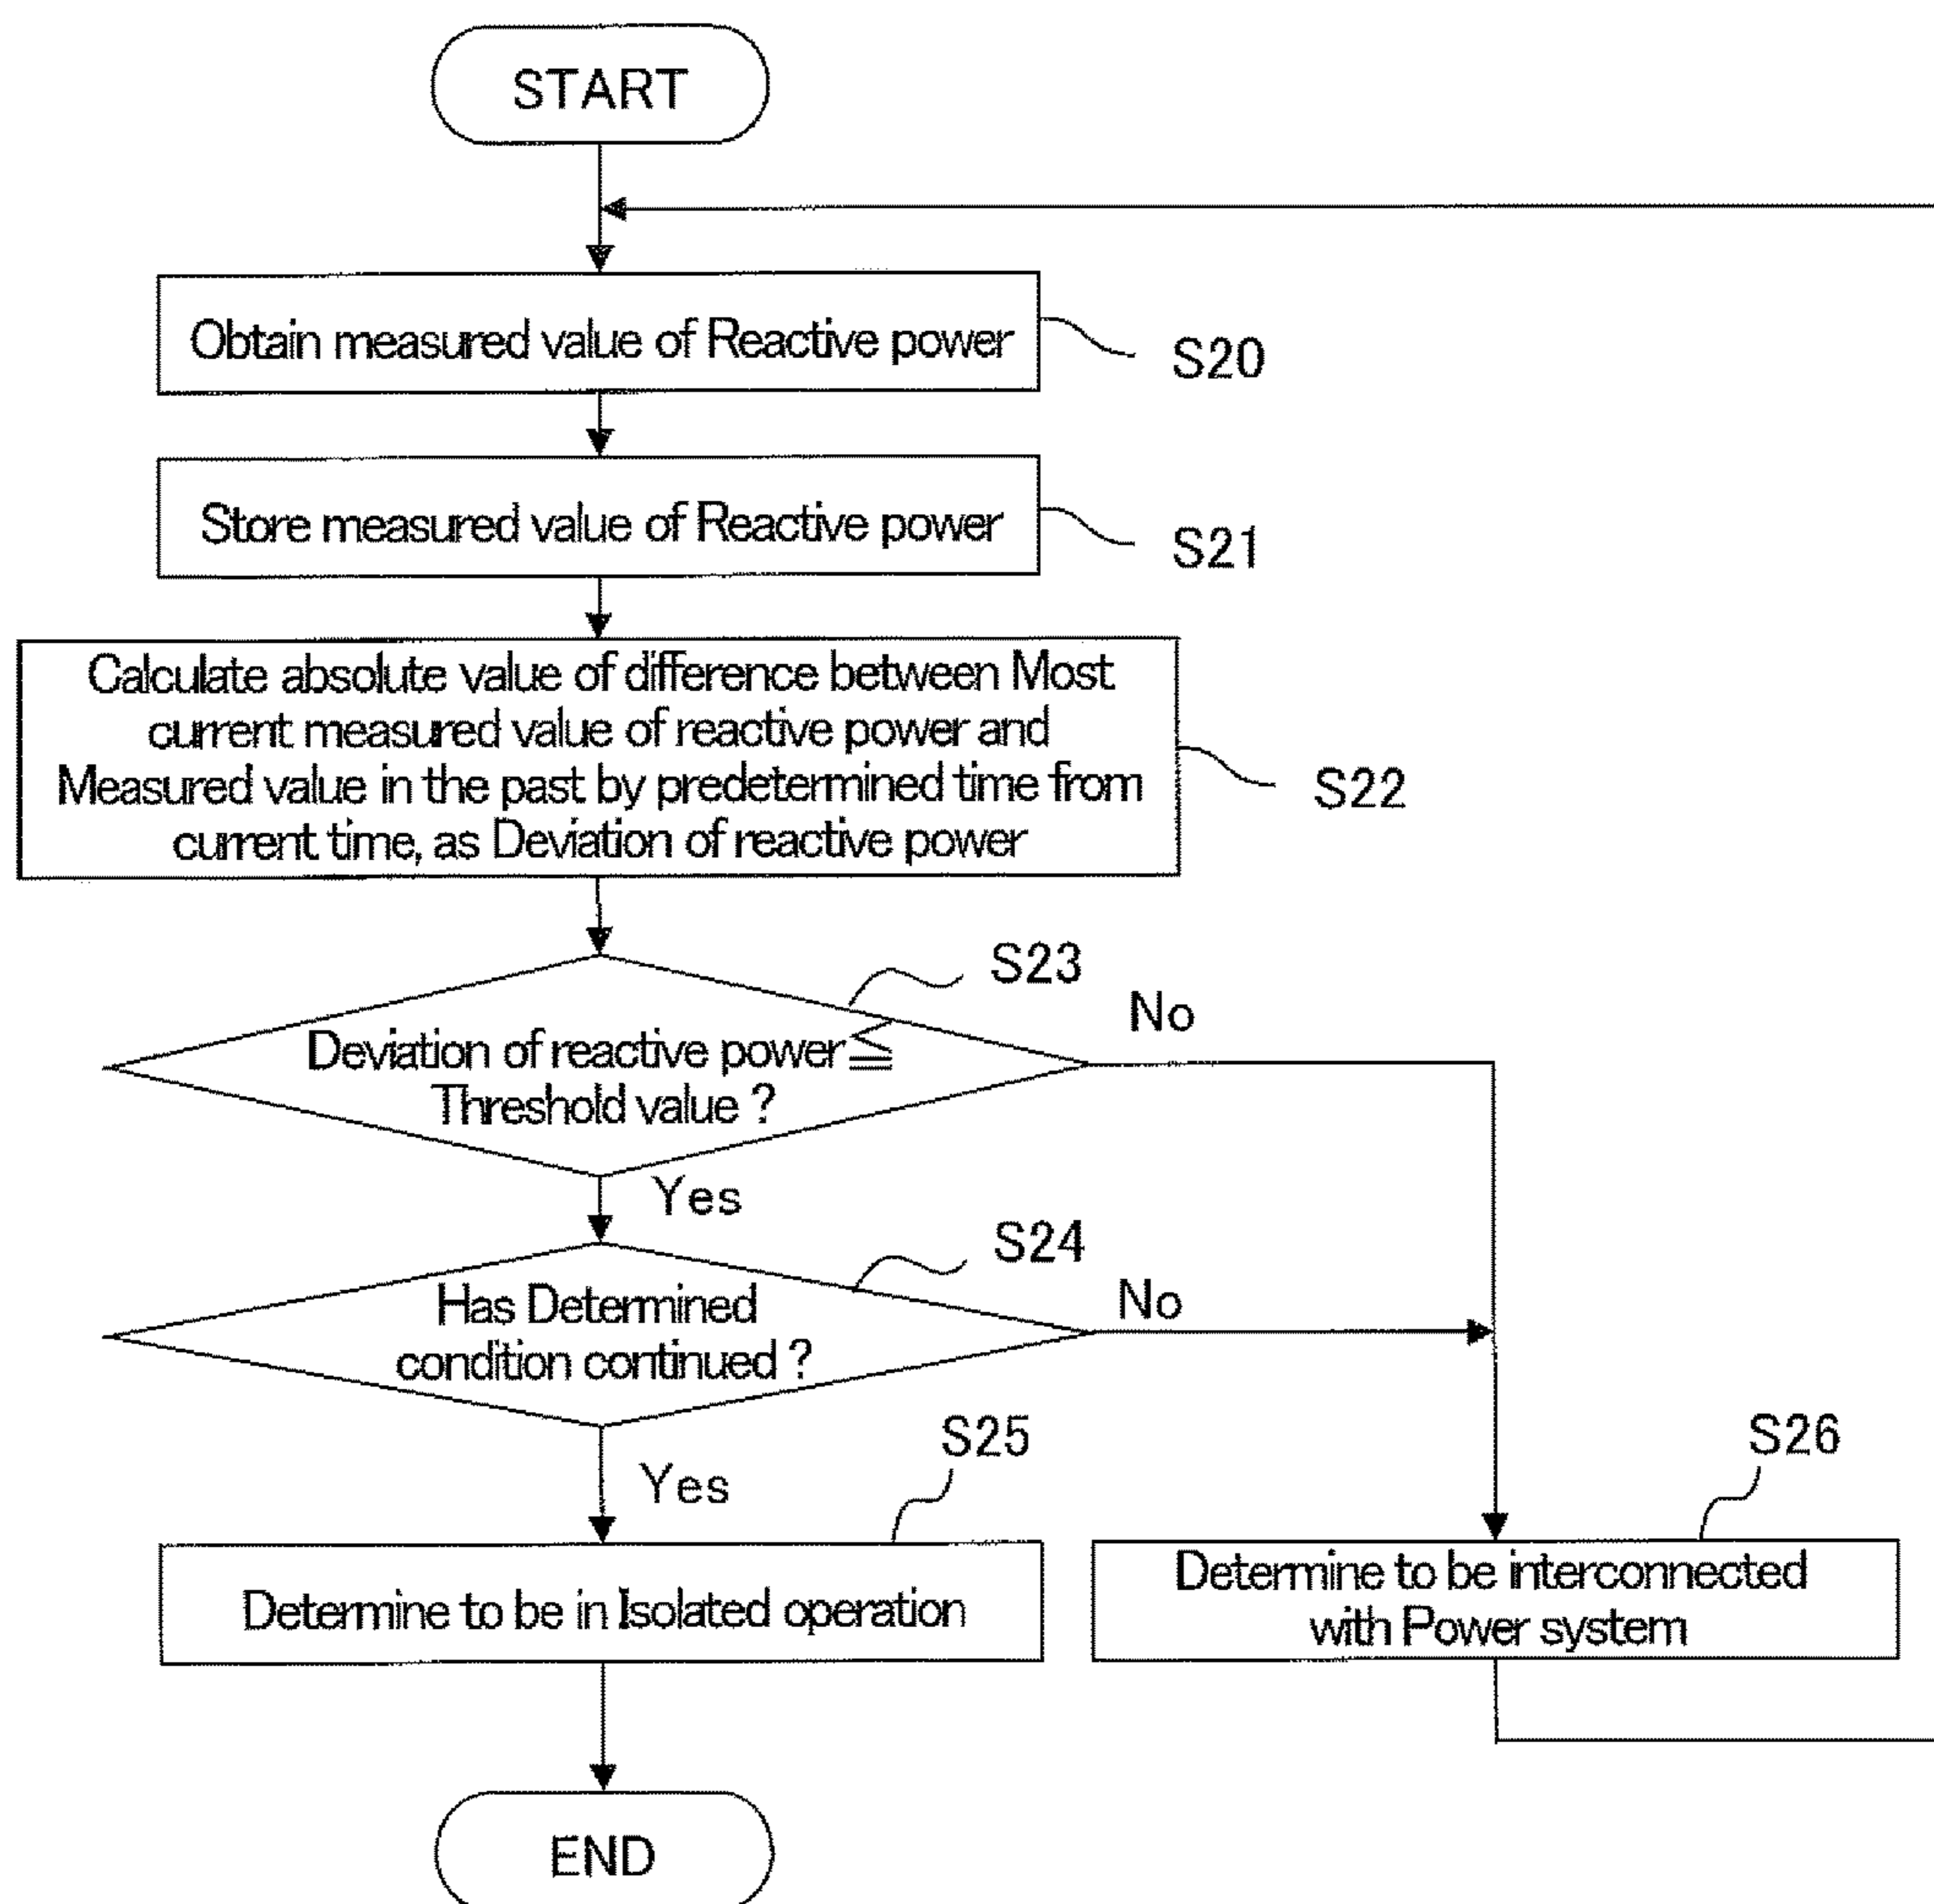 START
Obtain measured value of Reactive power
S20
Store measured value of Reactive power
S21
Calculate absolute value of difference between Most
current measured value of reactive power and
Measured value in the past by predetermined time from
current time, as Deviation of reactive power
S22
S23
Deviation of reactive power≦
Threshold value ?
No
Yes
S24
Has Determined
condition continued ?
No
Yes
S25
Determine to be in Isolated operation
S26
Determine to be interconnected
with Power system
END